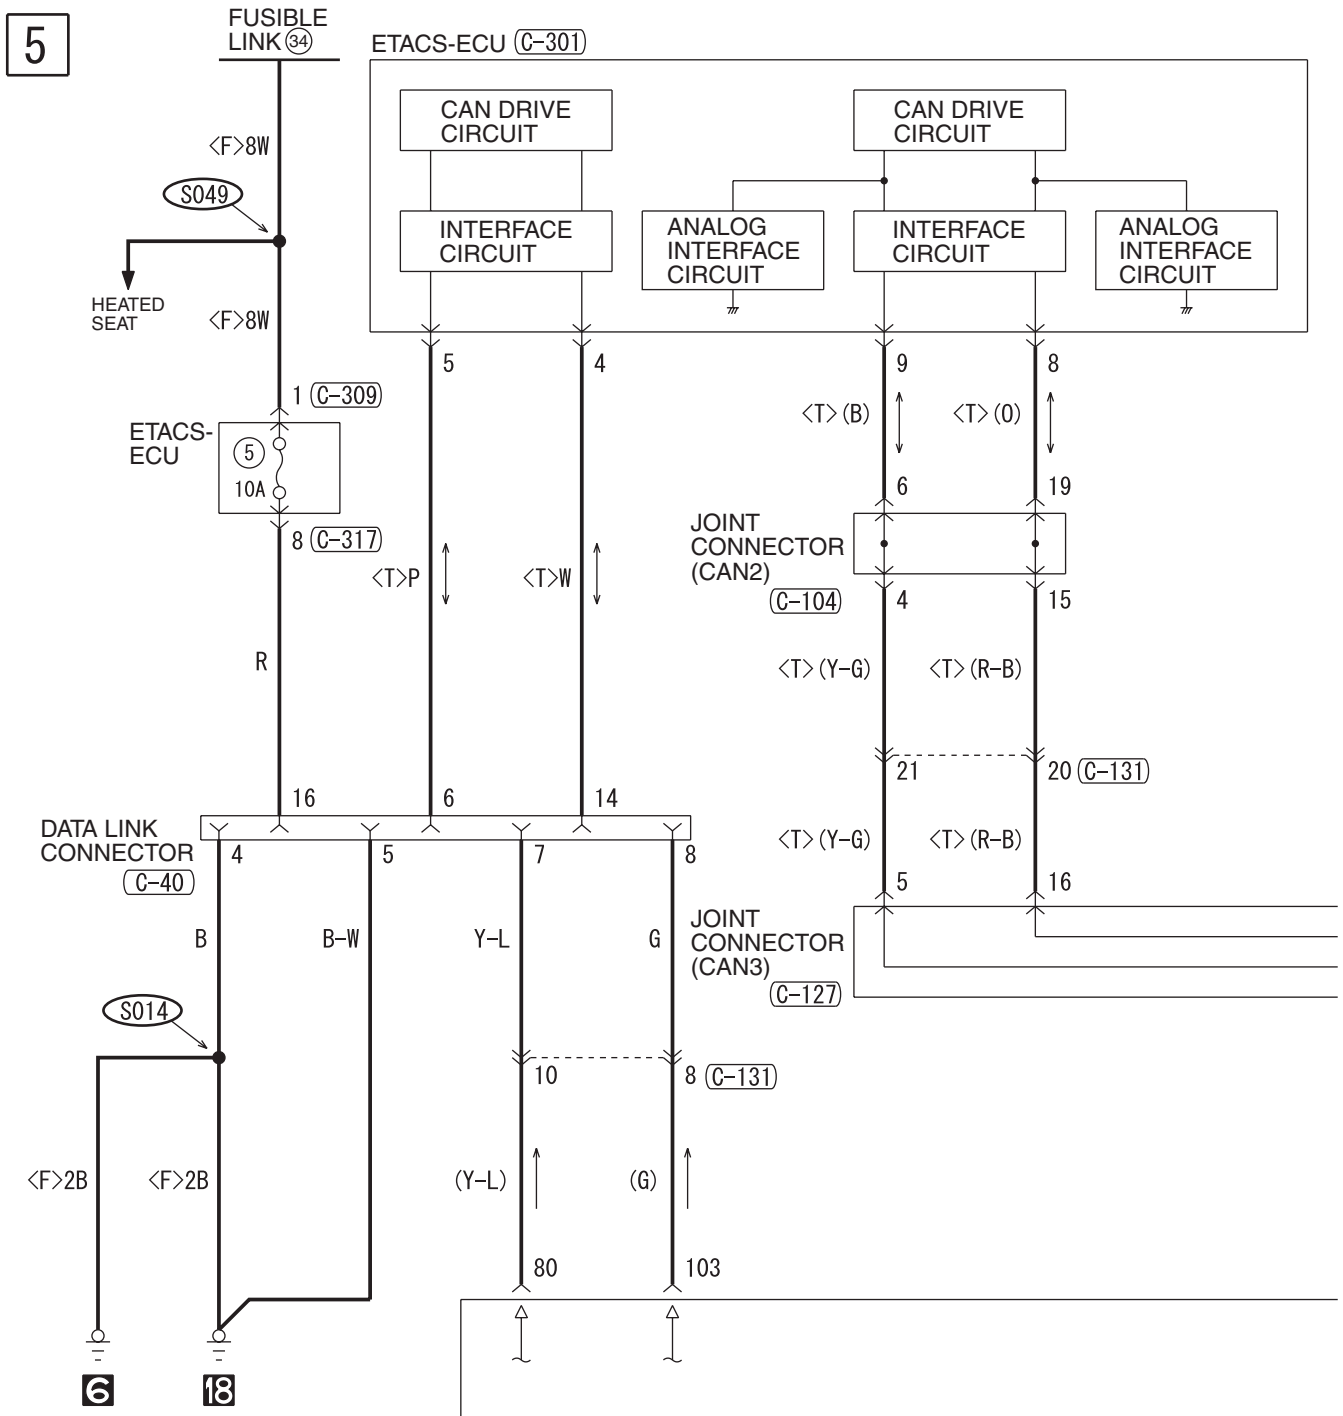 5
FUSIBLE
LINK 34
ETACS-ECU C-301
CAN DRIVE
CIRCUIT
CAN DRIVE
CIRCUIT
<F>8W
S049
INTERFACE
CIRCUIT
ANALOG
INTERFACE
CIRCUIT
INTERFACE
CIRCUIT
ANALOG
INTERFACE
CIRCUIT
HEATED
SEAT
<F>8W
5
4
9
8
1 C-309
<T>(B)
<T>(O)
ETACS-
ECU
5
10A
6
19
8 C-317
JOINT
CONNECTOR
(CAN2)
C-104
<T>P
<T>W
4
15
R
<T>(Y-G)
<T>(R-B)
21
20 C-131
16
6
14
DATA LINK
CONNECTOR
C-40
4
5
7
8
<T>(Y-G)
<T>(R-B)
5
16
B
B-W
Y-L
G
JOINT
CONNECTOR
(CAN3)
C-127
S014
10
8 C-131
<F>2B
<F>2B
(Y-L)
(G)
80
103
6
18